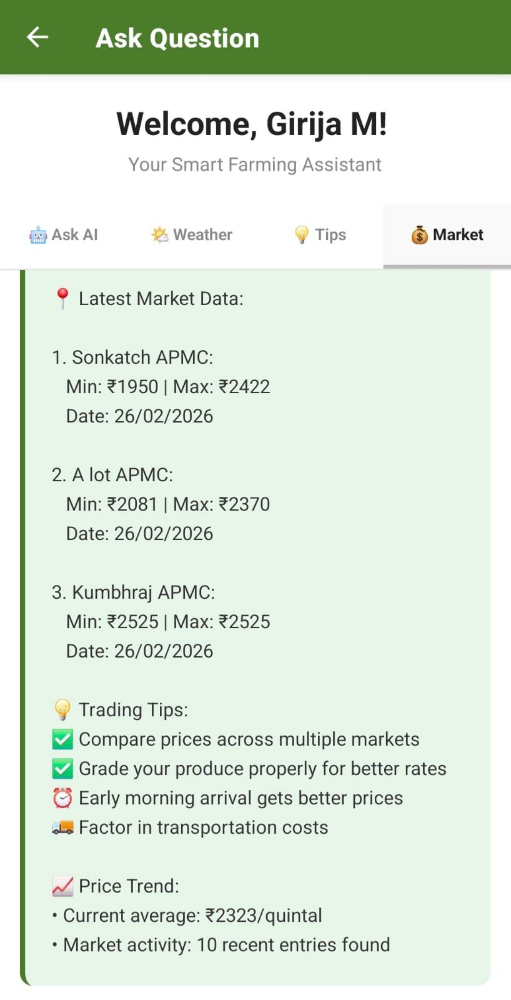 Ask Question
Welcome, Girija M!
Your Smart Farming Assistant
Ask AI
Weather
Tips
Market
Latest Market Data:
1. Sonkatch APMC:
Min: ₹1950 | Max: ₹2422
Date: 26/02/2026
2. A lot APMC:
Min: ₹2081 | Max: ₹2370
Date: 26/02/2026
3. Kumbhraj APMC:
Min: ₹2525 | Max: ₹2525
Date: 26/02/2026
Trading Tips:
Compare prices across multiple markets
Grade your produce properly for better rates
Early morning arrival gets better prices
Factor in transportation costs
Price Trend:
• Current average: ₹2323/quintal
• Market activity: 10 recent entries found